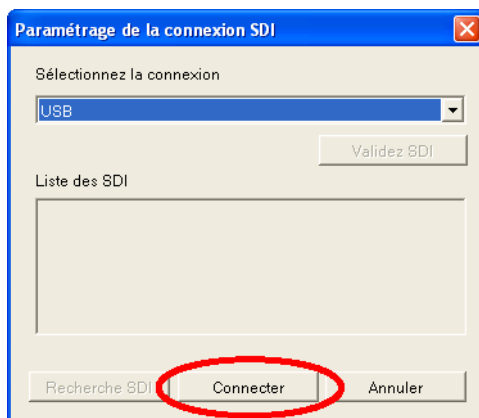 Paramétrage de la connexion SDI
Sélectionnez la connexion
USB
Validez SDI
Liste des SDI
Recherche SDI
Connecter
Annuler